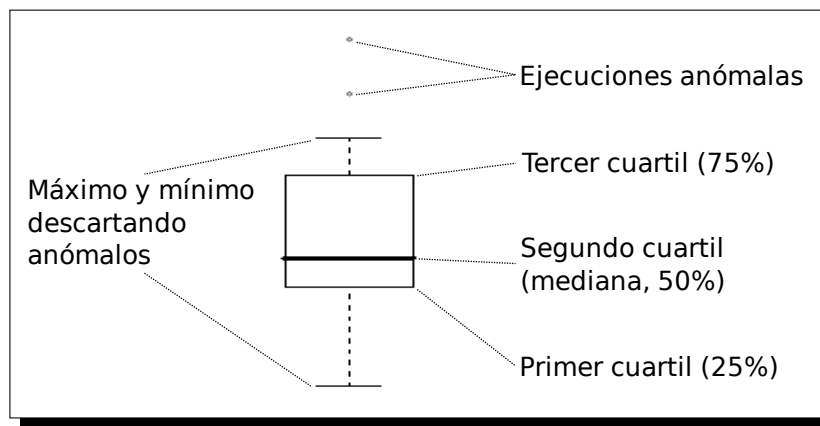 Ejecuciones anómalas
Tercer cuartil (75%)
Máximo y mínimo
descartando
anómalos
Segundo cuartil
(mediana, 50%)
Primer cuartil (25%)